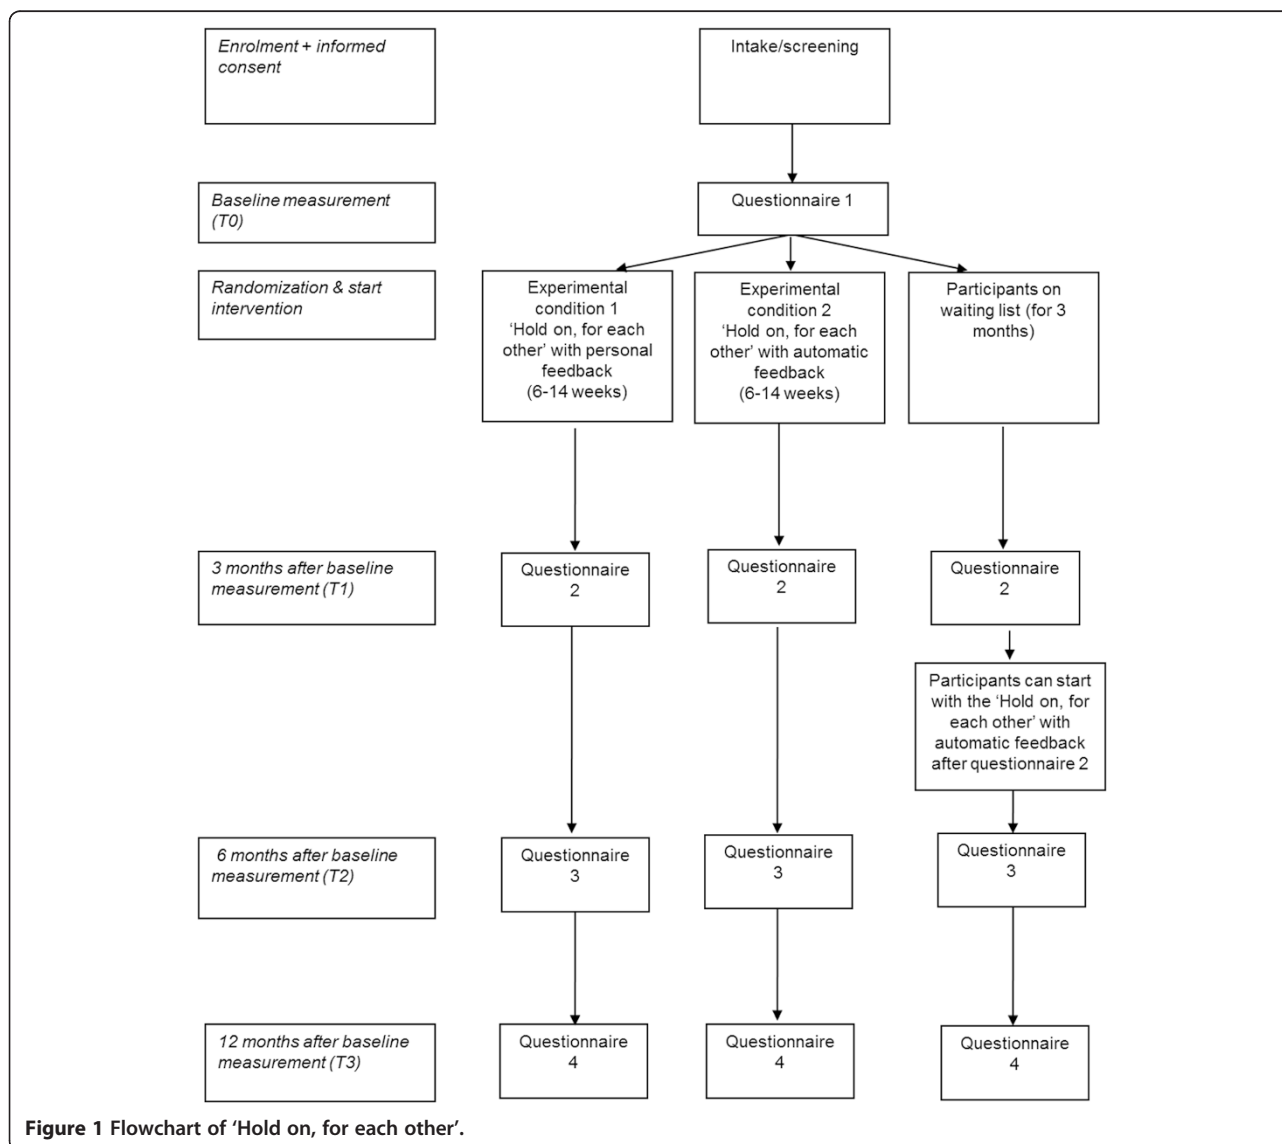 Enrolment + informed
consent
Intake/screening
Baseline measurement
(T0)
Questionnaire 1
Randomization & start
intervention
Experimental
condition 1
‘Hold on, for each
other’ with personal
feedback
(6-14 weeks)
Experimental
condition 2
‘Hold on, for each
other’ with automatic
feedback
(6-14 weeks)
Participants on
waiting list (for 3
months)
3 months after baseline
measurement (T1)
Questionnaire
2
Questionnaire
2
Questionnaire
2
Participants can start
with the ‘Hold on, for
each other’ with
automatic feedback
after questionnaire 2
6 months after baseline
measurement (T2)
Questionnaire
3
Questionnaire
3
Questionnaire
3
12 months after baseline
measurement (T3)
Questionnaire
4
Questionnaire
4
Questionnaire
4
Figure 1 Flowchart of ‘Hold on, for each other’.